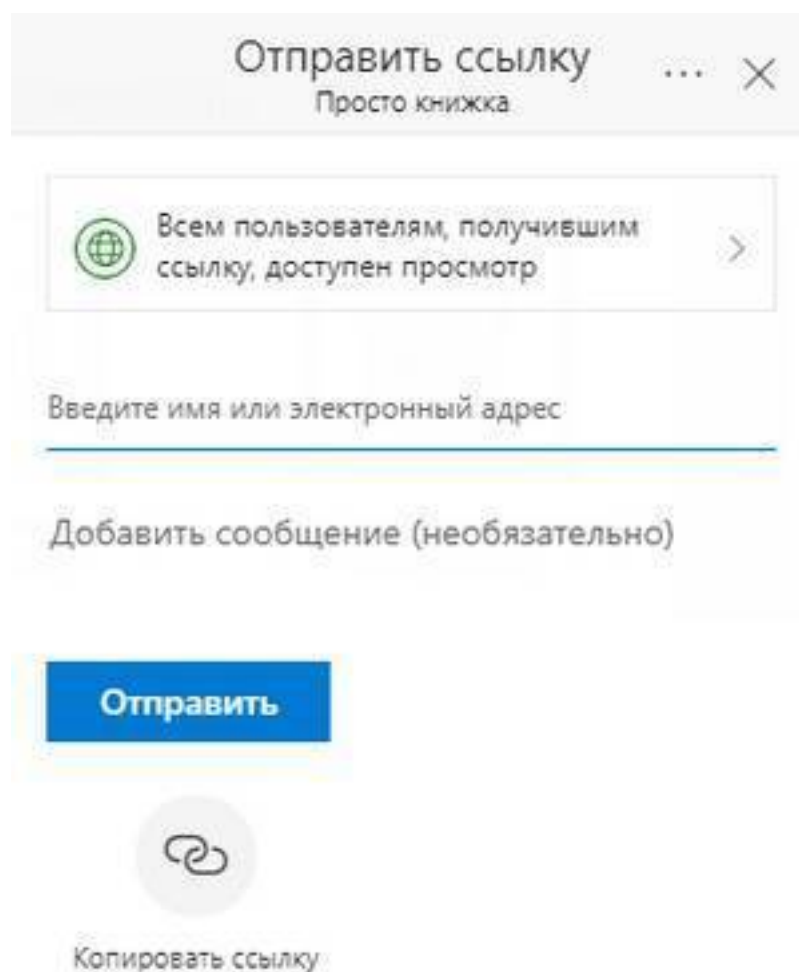 Отправить ссылку
Просто книжка
Всем пользователям, получившим
ссылку, доступен просмотр
Введите имя или электронный адрес
Добавить сообщение (необязательно)
Отправить
Копировать ссылку